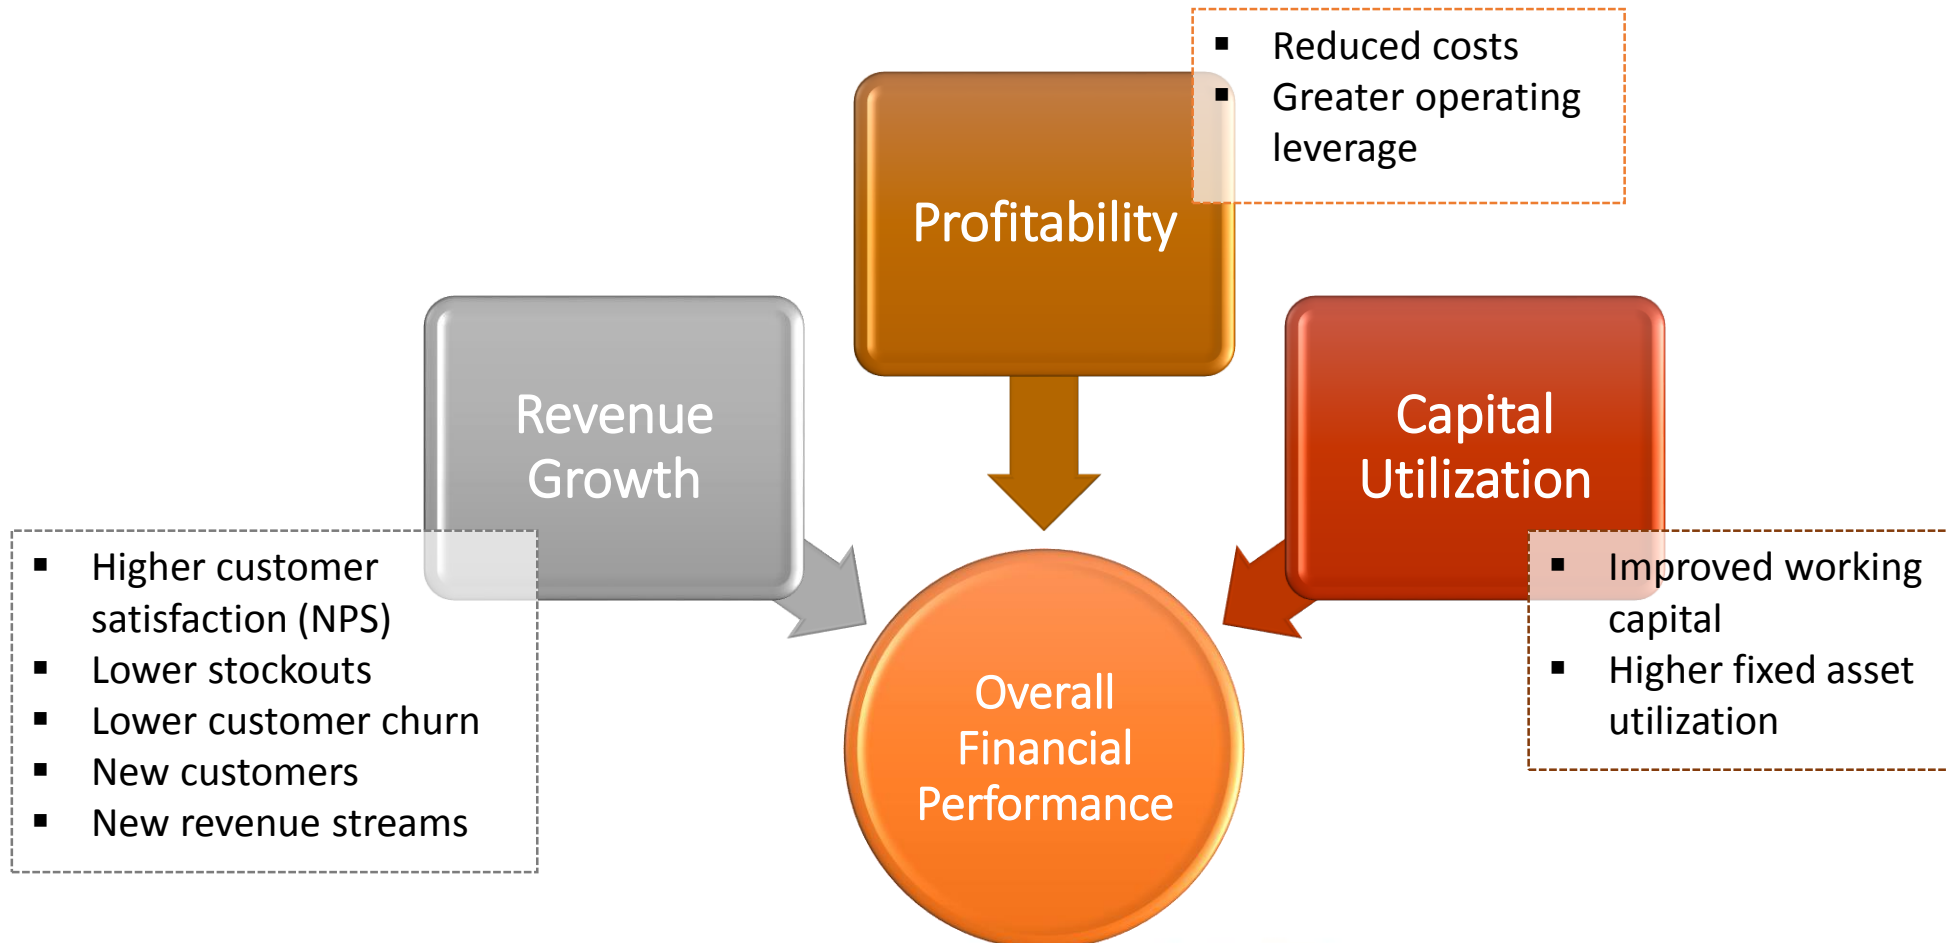 ▪ Reduced costs
▪ Greater operating
leverage
Profitability
Revenue
Growth
Capital
Utilization
▪ Higher customer
satisfaction (NPS)
▪ Lower stockouts
▪ Lower customer churn
▪ New customers
▪ New revenue streams
▪ Improved working
capital
▪ Higher fixed asset
utilization
Overall
Financial
Performance